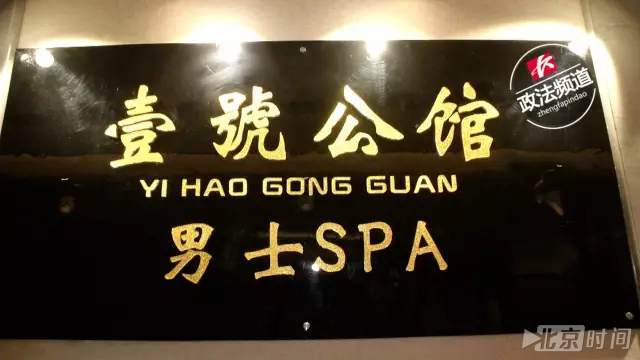 壹號公馆
YI HAO GONG GUAN
男士SPA
政法频道
zhengfapindao
北京时间